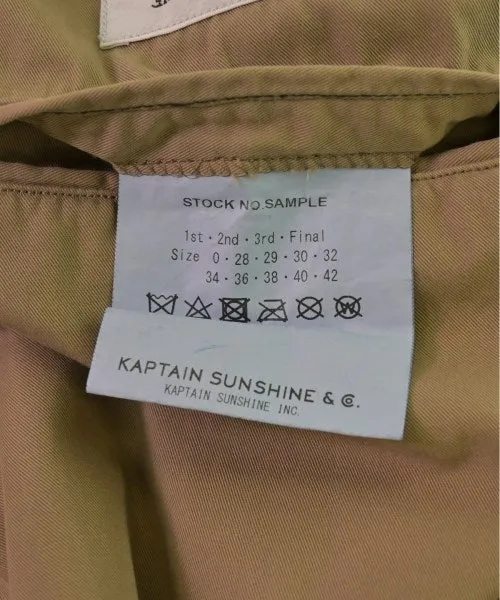 STOCK NO.SAMPLE
1st・2nd・3rd・Final
Size 0・28・29・30・32
34・36・38・40・42
KAPTAIN SUNSHINE & ©.
KAPTAIN SUNSHINE INC.